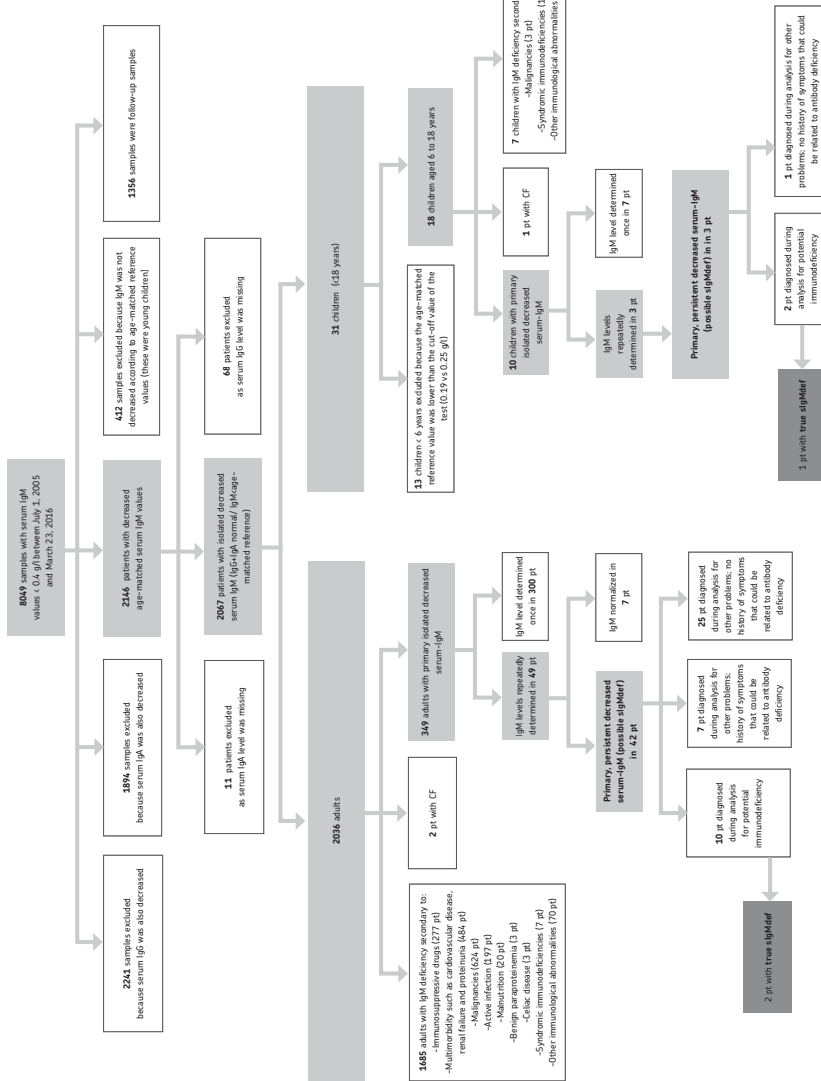 8049 samples with serum IgM
values < 0.4 g/l between July 1, 2005
and March 23, 2016
2241 samples excluded
because serum IgG was also decreased
1894 samples excluded
because serum IgA was also decreased
2146 patients with decreased
age-matched serum IgM values
412 samples excluded because IgM was not
decreased according to age-matched reference
values (these were young children)
1356 samples were follow-up samples
11 patients excluded
as serum IgA level was missing
2067 patients with isolated decreased
serum IgM (IgG+IgA normal/ IgM<age-
matched reference)
68 patients excluded
as serum IgG level was missing
2036 adults
31 children (<18 years)
1685 adults with IgM deficiency secondary to:
-Immunosuppressive drugs (277 pt)
-Multimorbidity such as cardiovascular disease,
renal failure and proteinuria (484 pt)
-Malignancies (624 pt)
-Active infection (197 pt)
-Malnutrition (20 pt)
-Benign paraproteinemia (3 pt)
-Celiac disease (3 pt)
-Syndromic immunodeficiencies (7 pt)
-Other immunological abnormalities (70 pt)
2 pt with CF
349 adults with primary isolated decreased
serum-IgM
13 children < 6 years excluded because the age-matched
reference value was lower than the cut-off value of the
test (0.19 vs 0.25 g/l)
18 children aged 6 to 18 years
IgM levels repeatedly
determined in 49 pt
IgM level determined
once in 300 pt
10 children with primary
isolated decreased
serum-IgM
1 pt with CF
7 children with IgM deficiency second
-Malignancies (3 pt)
-Syndromic immunodeficiencies (1
-Other immunological abnormalities
Primary, persistent decreased
serum-IgM (possible sIgMdef)
in 42 pt
IgM normalized in
7 pt
IgM levels
repeatedly
determined in 3 pt
IgM level determined
once in 7 pt
10 pt diagnosed
during analysis
for potential
immunodeficiency
7 pt diagnosed
during analysis for
other problems;
history of symptoms
that could be
related to antibody
deficiency
25 pt diagnosed
during analysis for
other problems; no
history of symptoms
that could be
related to antibody
deficiency
Primary, persistent decreased serum-IgM
(possible sIgMdef) in in 3 pt
2 pt with true sIgMdef
2 pt diagnosed during
analysis for potential
immunodeficiency
1 pt diagnosed during analysis for other
problems; no history of symptoms that could
be related to antibody deficiency
1 pt with true sIgMdef